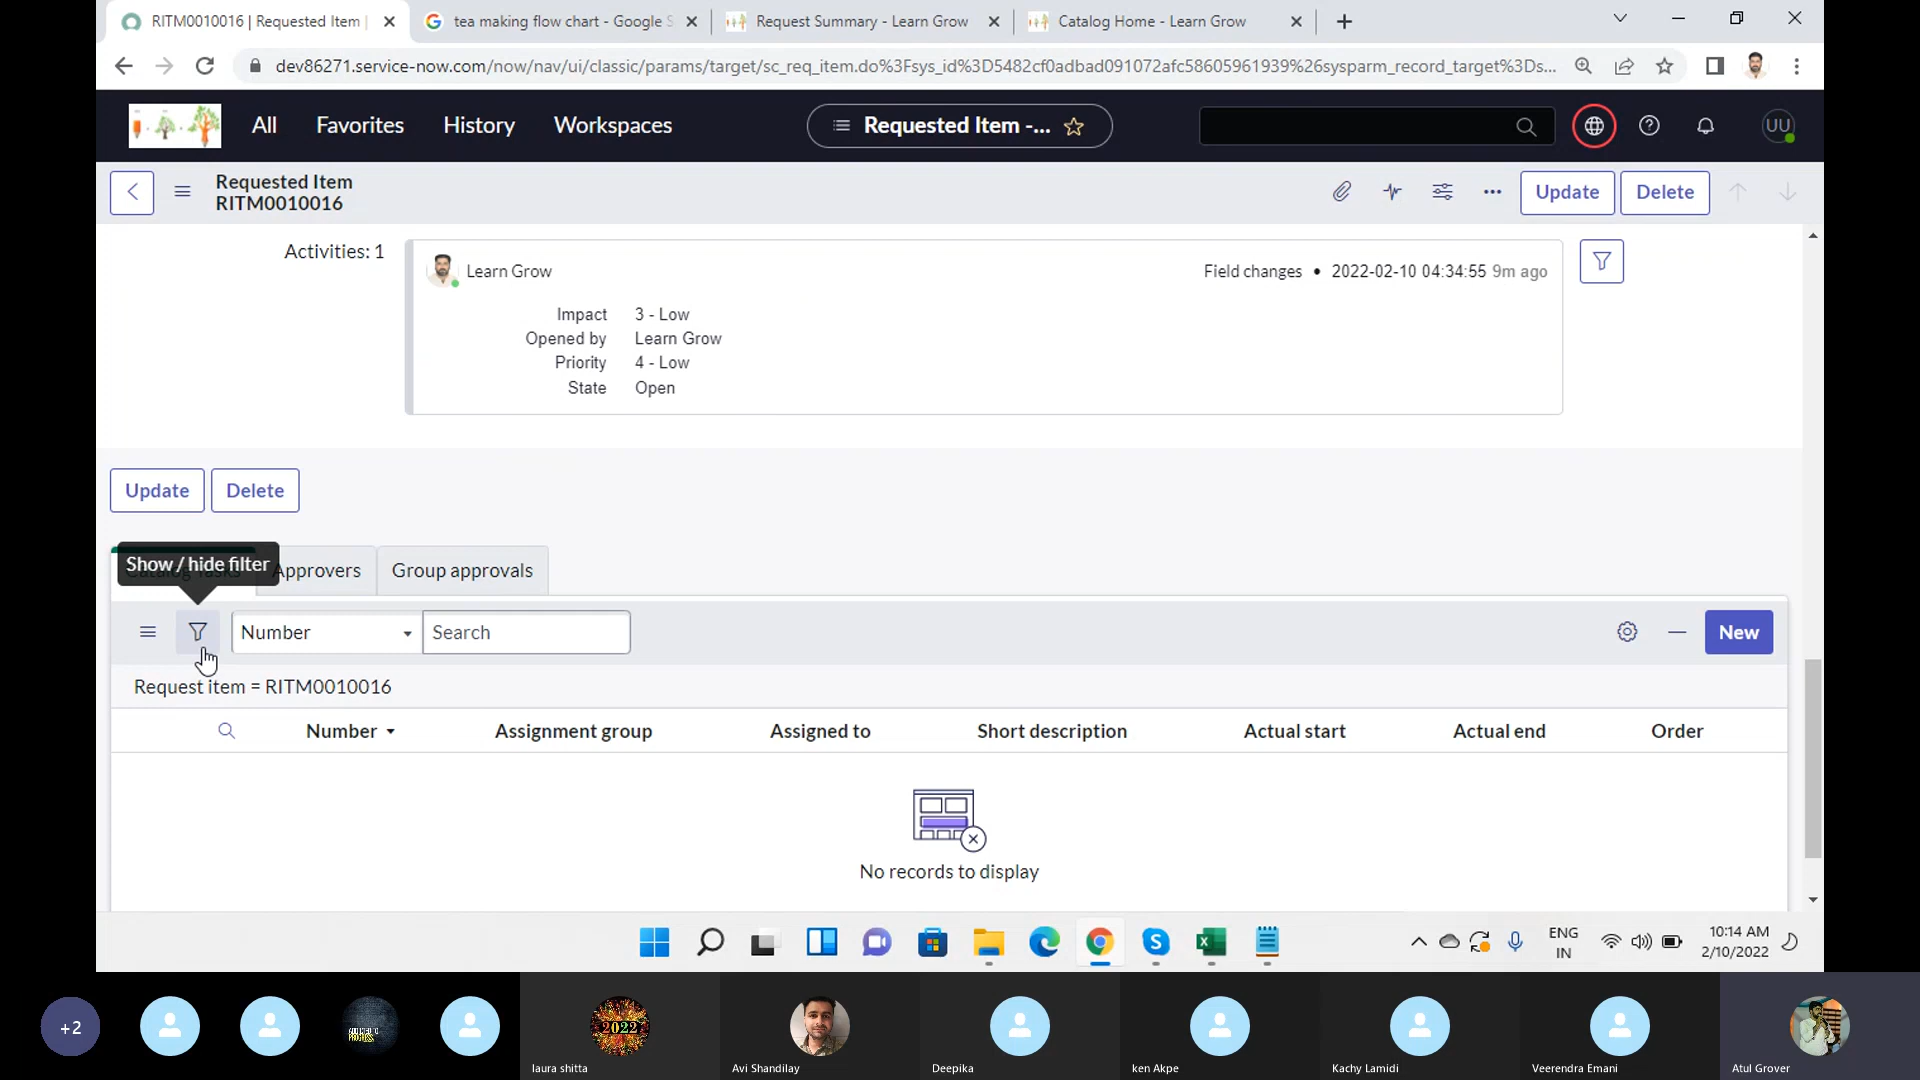 RITM0010016 | Requested Item |
tea making flow chart - Google S
Request Summary - Learn Grow
Catalog Home - Learn Grow
dev86271.service-now.com/now/nav/ui/classic/params/target/sc_req_item.do%3Fsys_id%3D5482cf0adbad091072afc58605961939%26sysparm_record_target%3Ds...
All
Favorites
History
Workspaces
Requested Item -...
UU
Requested Item
RITM0010016
Update
Delete
Activities: 1
Learn Grow
Field changes • 2022-02-10 04:34:55 9m ago
Impact 3 - Low
Opened by Learn Grow
Priority 4 - Low
State Open
Update
Delete
Show / hide filter
Approvers
Group approvals
Number
Search
New
Request item = RITM0010016
Number
Assignment group
Assigned to
Short description
Actual start
Actual end
Order
No records to display
ENG
IN
10:14 AM
2/10/2022
+2
2022
laura shitta
Avi Shandilay
Deepika
ken Akpe
Kachy Lamidi
Veerendra Emani
Atul Grover